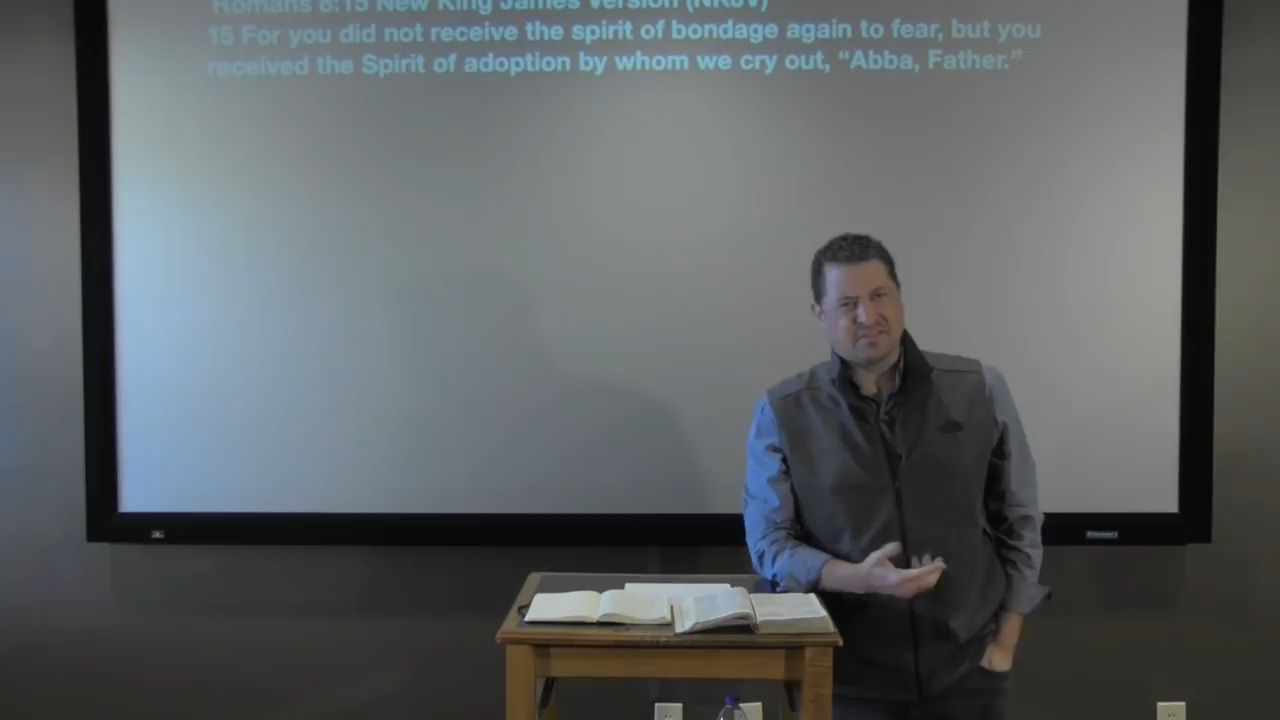 Romans 8:15 New King James Version (NKJV)
15 For you did not receive the spirit of bondage again to fear, but you
received the Spirit of adoption by whom we cry out, “Abba, Father.”